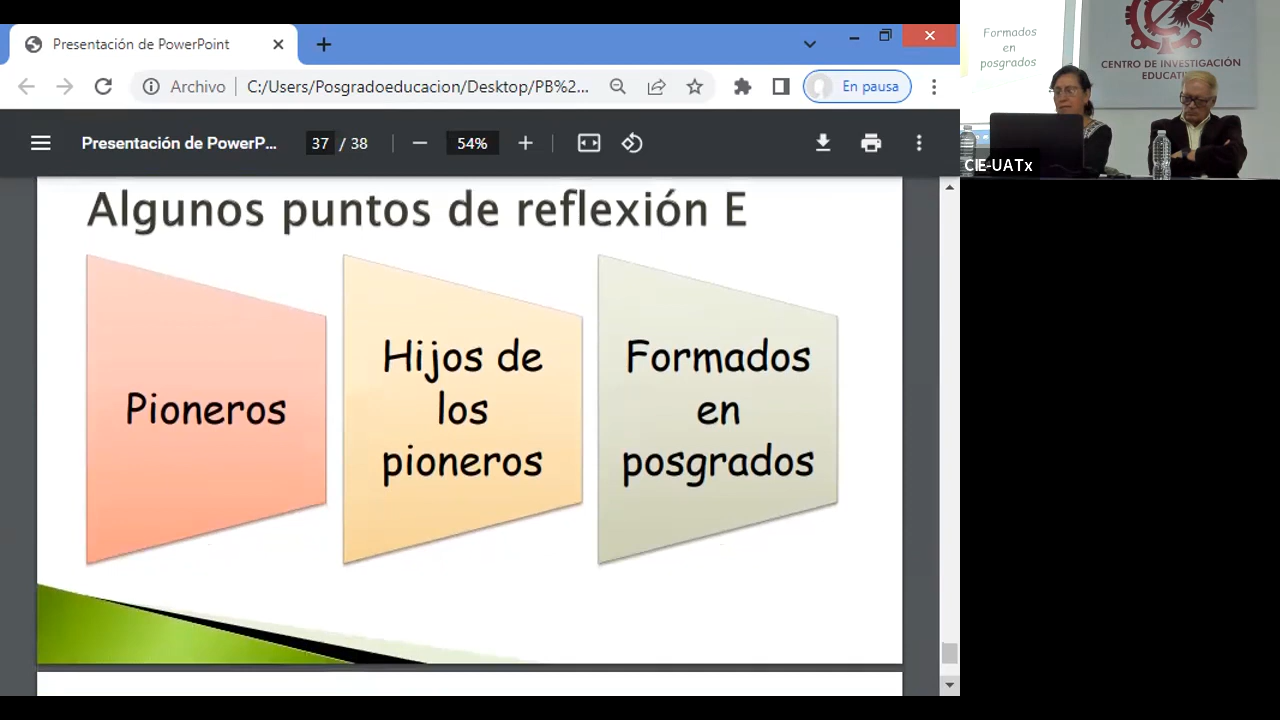 Presentación de PowerPoint
Archivo
C:/Users/Posgradoeducacion/Desktop/PB%2...
En pausa
Presentación de PowerP...
37 / 38
54%
Algunos puntos de reflexión E
Pioneros
Hijos de
los
pioneros
Formados
en
posgrados
Formados
en
posgrados
CENTRO DE INVESTIGACIÓN
CIE-UATx